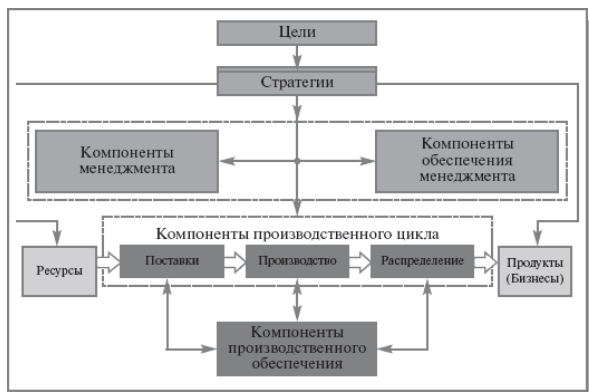 Цели
Стратегии
Компоненты
менеджмента
Компоненты
обеспечения
менеджмента
Компоненты производственного цикла
Ресурсы
Поставки
Производство
Распределение
Продукты
(Бизнесы)
Компоненты
производственного
обеспечения